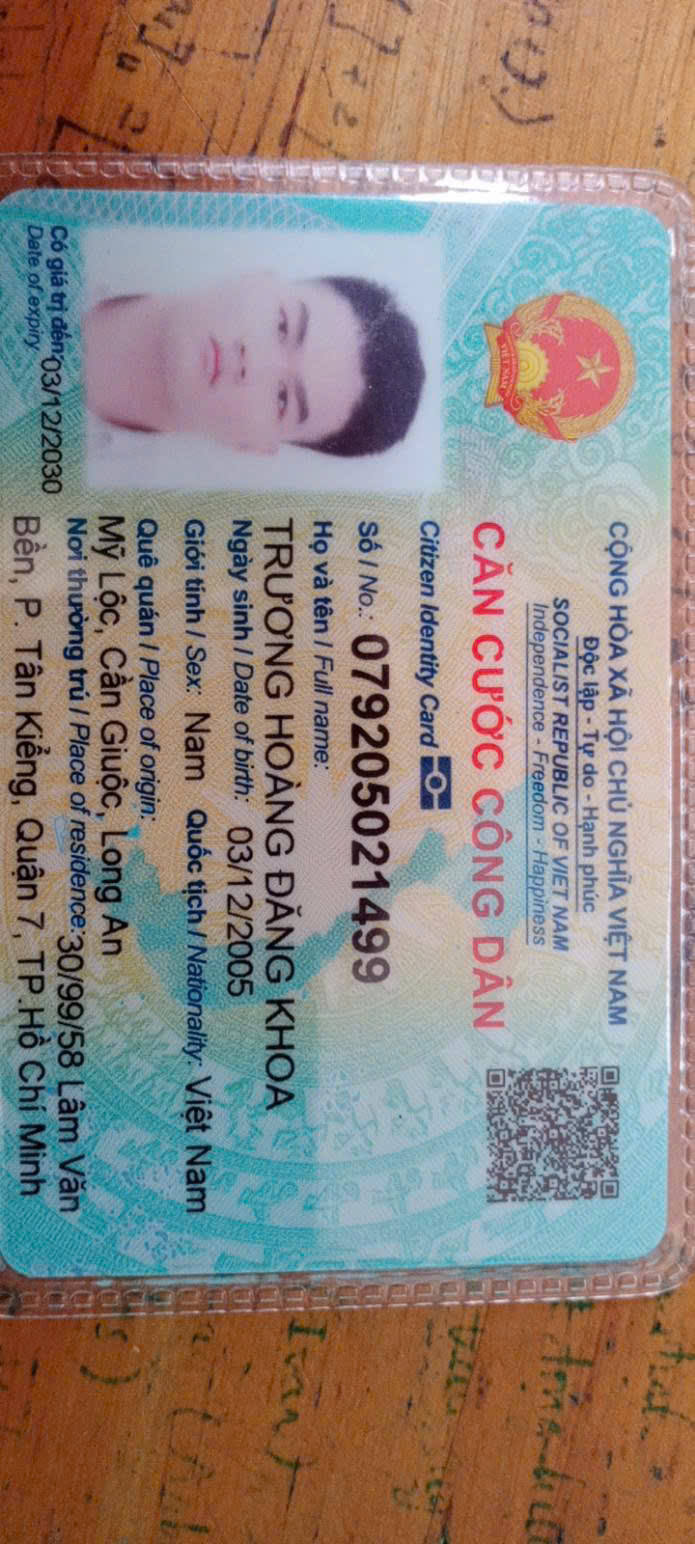 CỘNG HÒA XÃ HỘI CHỦ NGHĨA VIỆT NAM
Độc lập - Tự do - Hạnh phúc
SOCIALIST REPUBLIC OF VIET NAM
Independence - Freedom - Happiness
CĂN CƯỚC CÔNG DÂN
Citizen Identity Card
Số / No.: 079205021499
Họ và tên / Full name:
TRƯƠNG HOÀNG ĐĂNG KHOA
Ngày sinh / Date of birth: 03/12/2005
Giới tính / Sex: Nam Quốc tịch / Nationality: Việt Nam
Quê quán / Place of origin:
Mỹ Lộc, Cần Giuộc, Long An
Nơi thường trú / Place of residence: 30/99/58 Lâm Văn
Bền, P. Tân Kiểng, Quận 7, TP.Hồ Chí Minh
Có giá trị đến: 03/12/2030
Date of expiry
VIỆT NAM